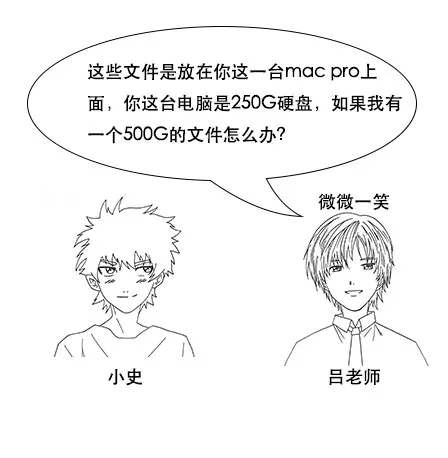 这些文件是放在你这一台mac pro上
面，你这台电脑是250G硬盘，如果我有
一个500G的文件怎么办?
微微一笑
小史
吕老师